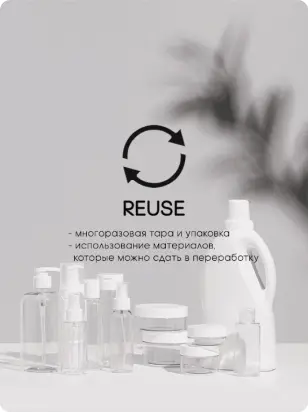 REUSE
- многоразовая тара и упаковка
- использование материалов,
которые можно сдать в переработку